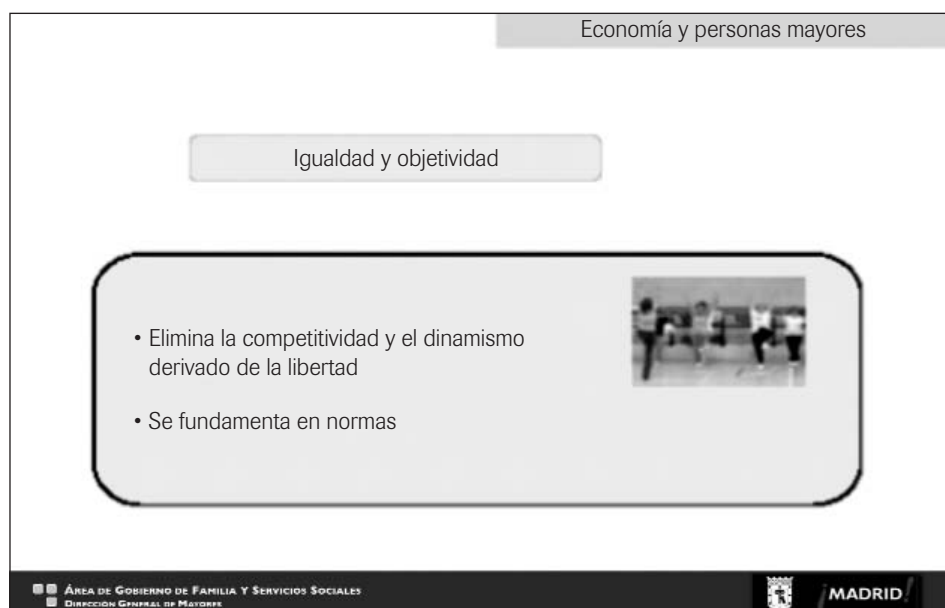 Economía y personas mayores
Igualdad y objetividad
• Elimina la competitividad y el dinamismo
derivado de la libertad
• Se fundamenta en normas
ÁREA DE GOBIERNO DE FAMILIA Y SERVICIOS SOCIALES
DIRECCIÓN GENERAL DE MAYORES
¡MADRID!